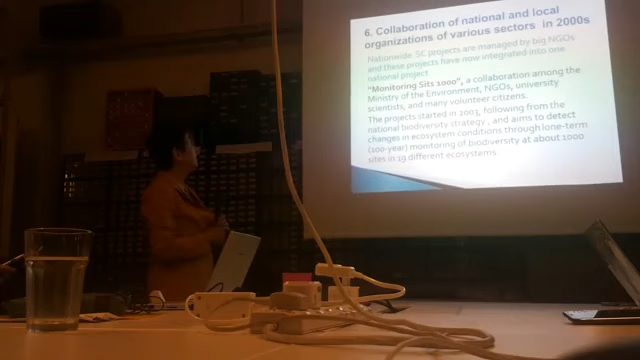 6. Collaboration of national and local
organizations of various sectors in 2000s
Nationwide SC projects are managed by big NGOs
and these projects have now integrated into one
national project
"Monitoring Sits 1000", a collaboration among the
Ministry of the Environment, NGOs, university
scientists, and many volunteer citizens.
The projects started in 2003, following from the
national biodiversity strategy, and aims to detect
changes in ecosystem conditions through lone-term
(100-year) monitoring of biodiversity at about 1000
sites in 19 different ecosystems.